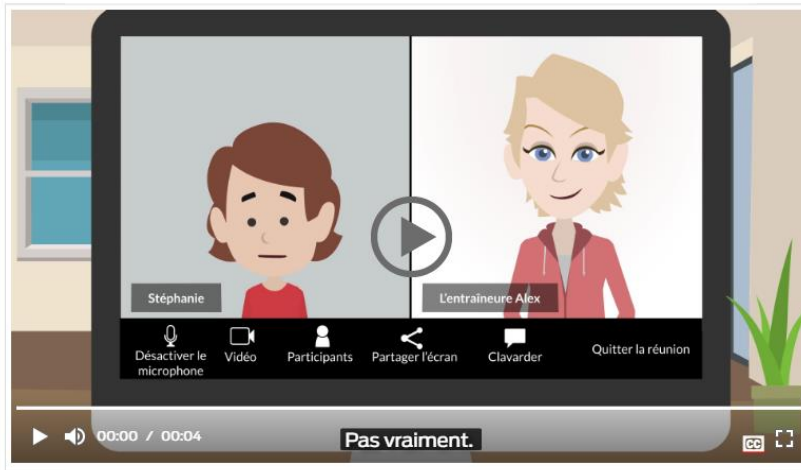 Stéphanie
L'entraîneure Alex
Désactiver le
microphone
Vidéo
Participants
Partager l'écran
Clavarder
Quitter la réunion
00:00 / 00:04
Pas vraiment.
CC